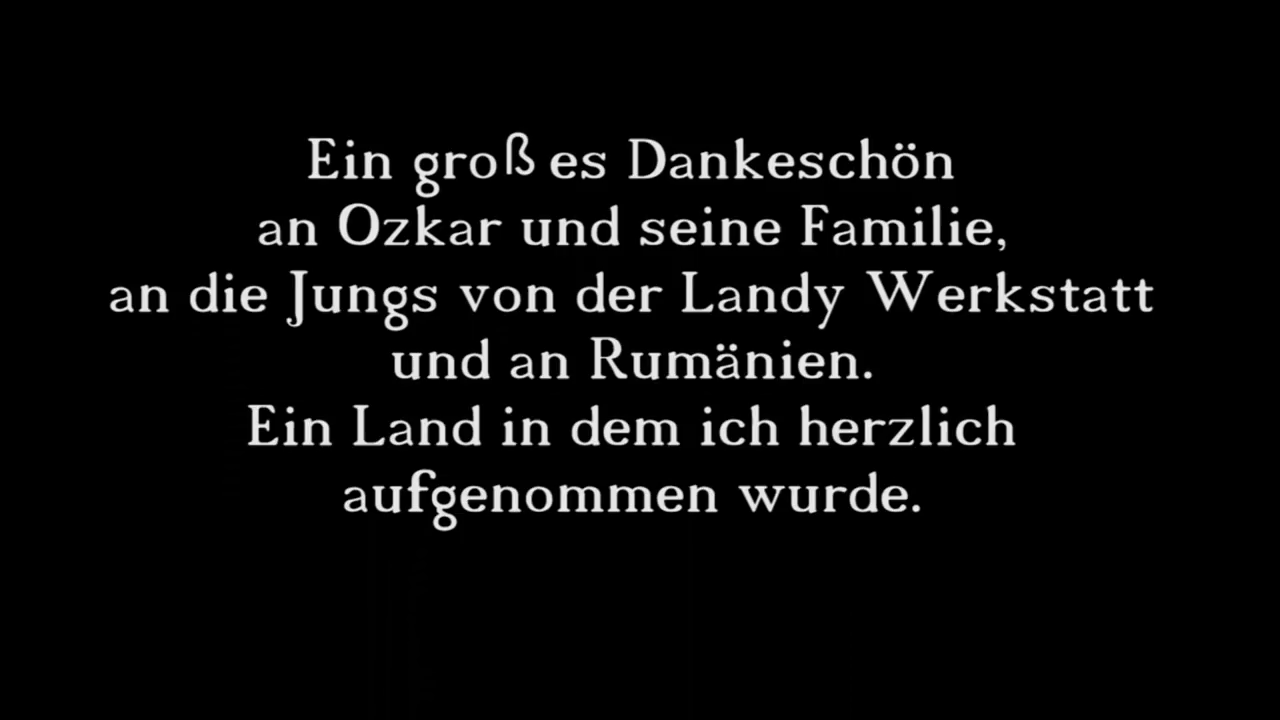 Ein großes Dankeschön
an Ozkar und seine Familie,
an die Jungs von der Landy Werkstatt
und an Rumänien.
Ein Land in dem ich herzlich
aufgenommen wurde.